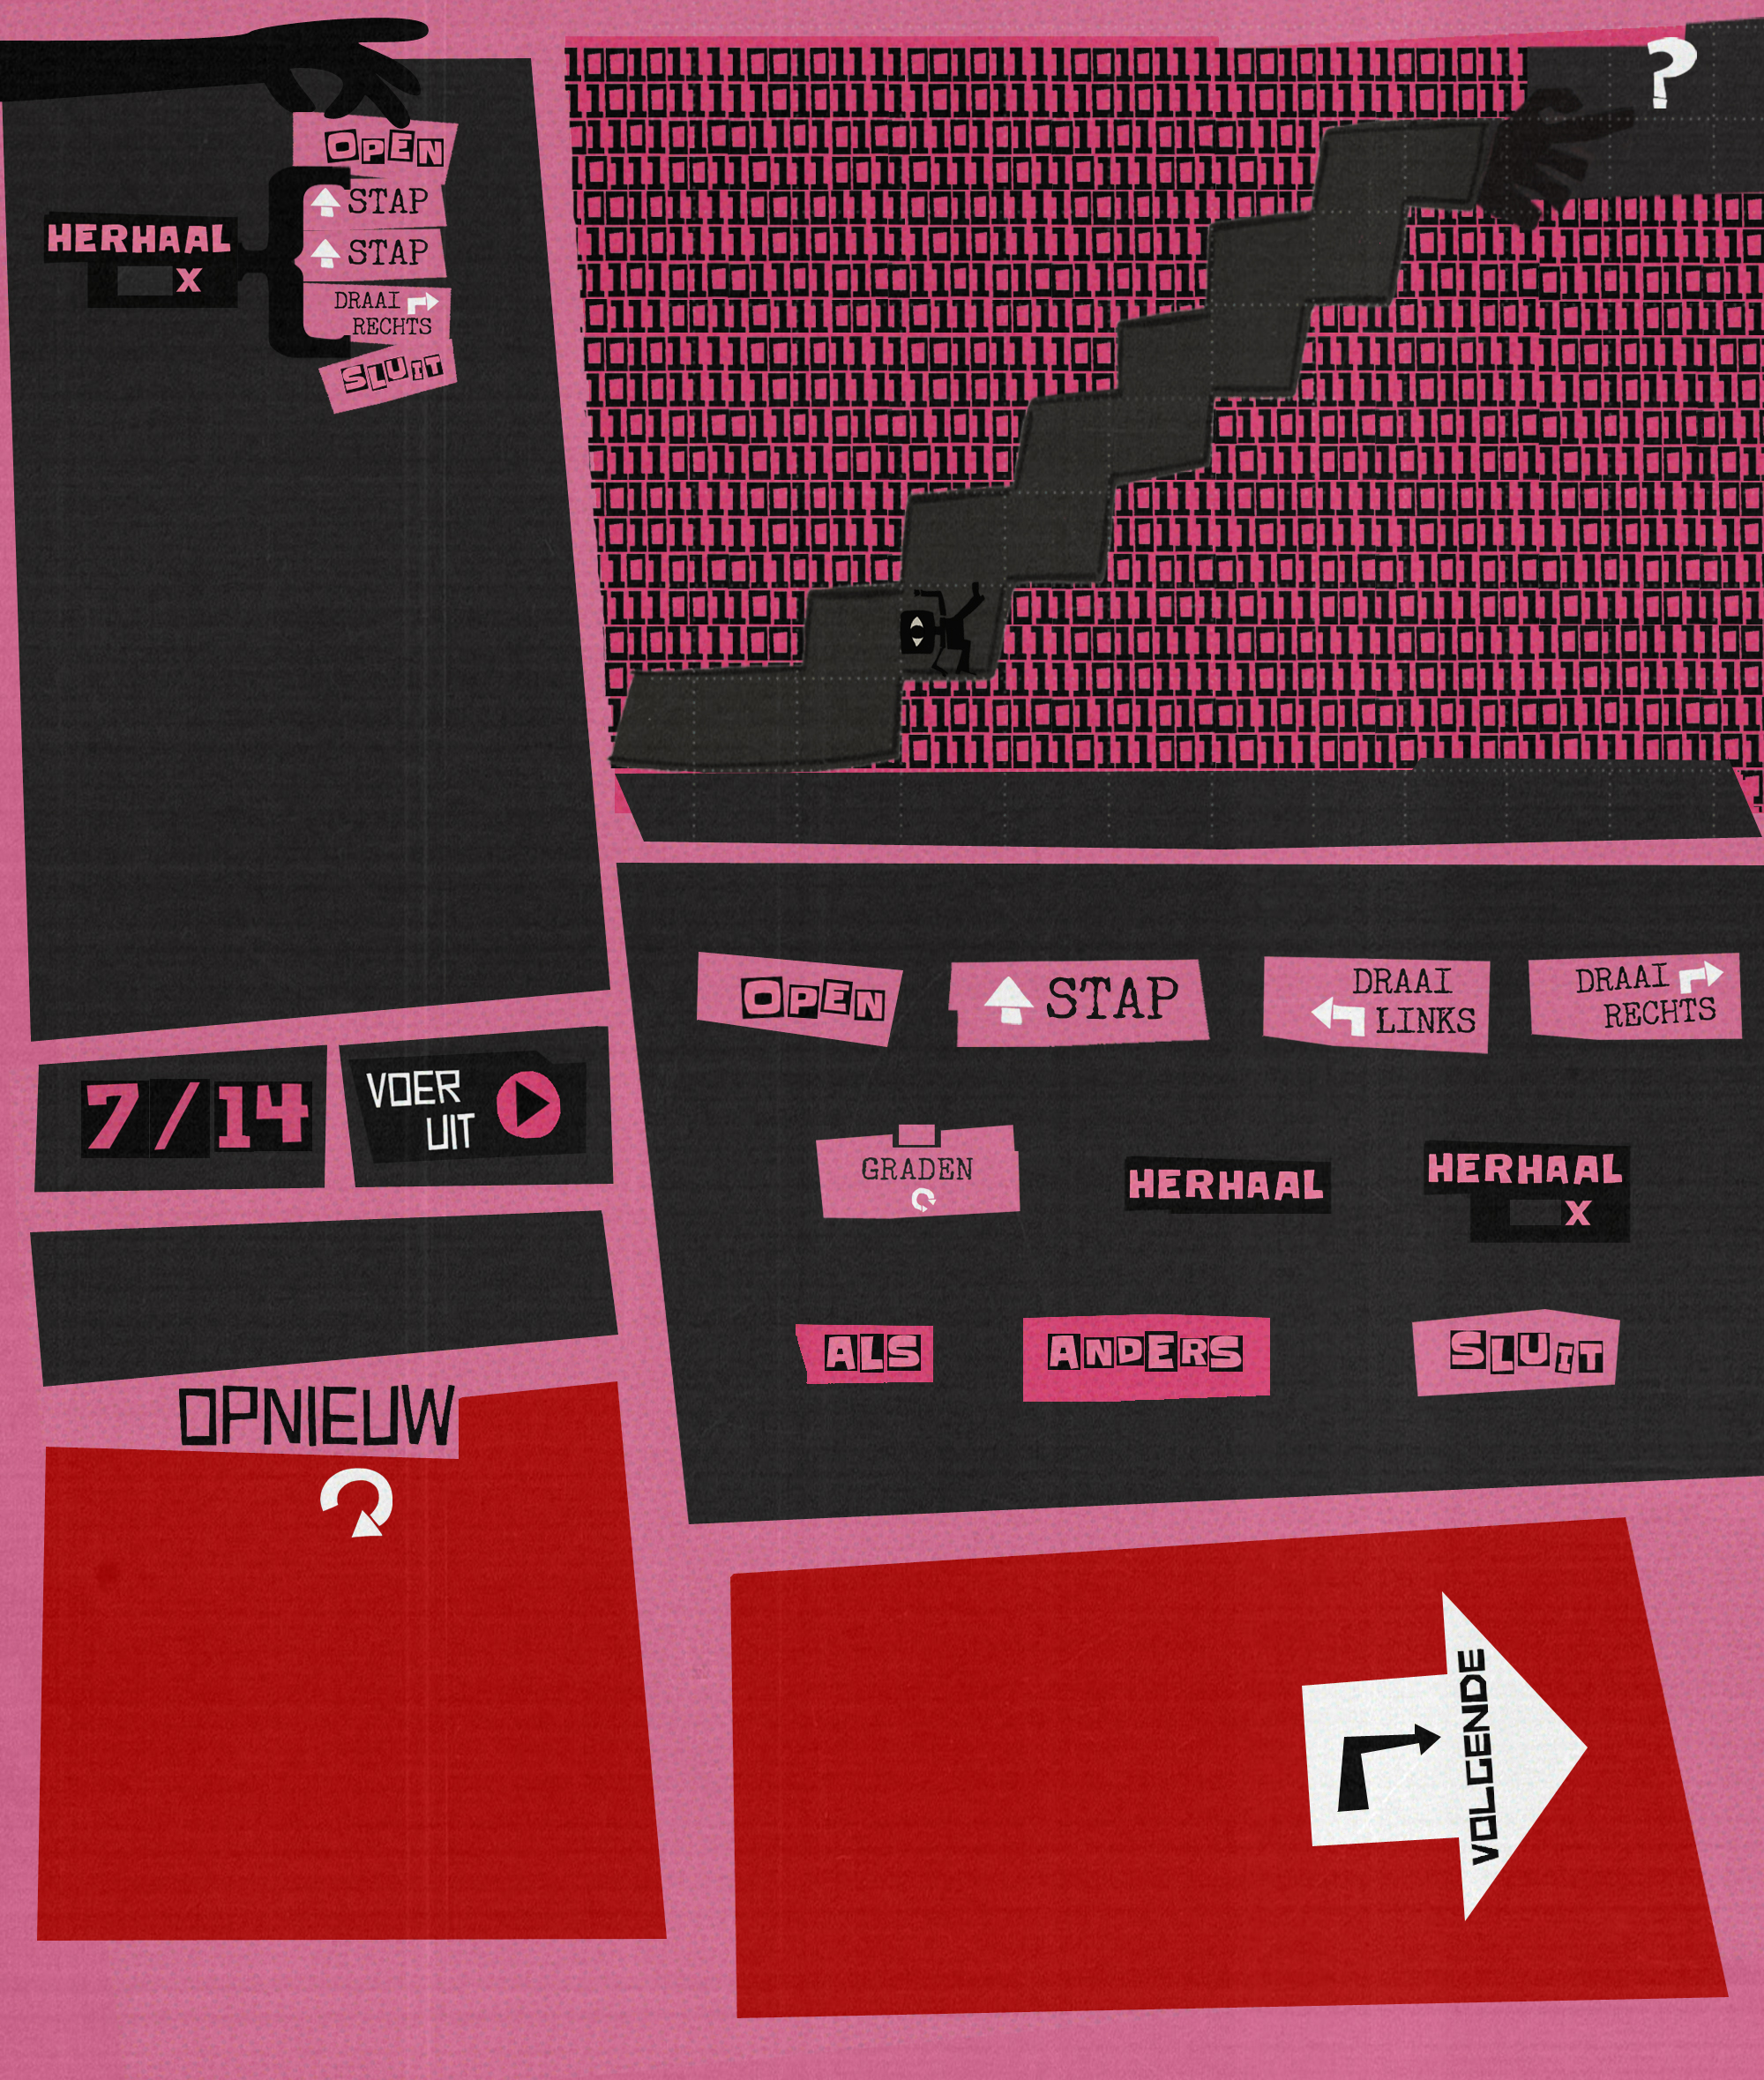 OPEN
STAP
HERHAAL
X
STAP
DRAAI
RECHTS
SLUIT
?
OPEN
STAP
DRAAI
LINKS
DRAAI
RECHTS
7/14
VOER
UIT
GRADEN
HERHAAL
HERHAAL
X
ALS
ANDERS
SLUIT
OPNIEUW
VOLGENDE